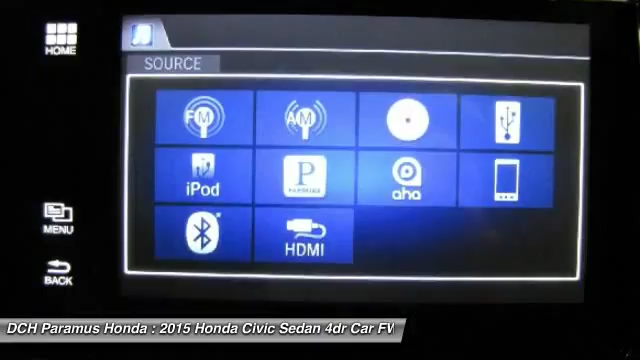 HOME
SOURCE
FM
AM
iPod
P
PANDORA
aha
HDMI
MENU
BACK
DCH Paramus Honda : 2015 Honda Civic Sedan 4dr Car FW